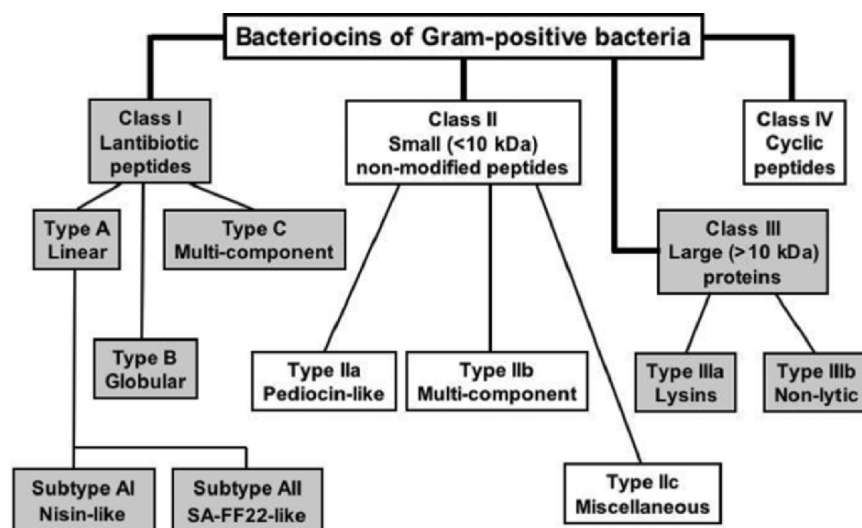 Bacteriocins of Gram-positive bacteria
Class I
Lantibiotic
peptides
Class II
Small (<10 kDa)
non-modified peptides
Class IV
Cyclic
peptides
Type A
Linear
Type C
Multi-component
Class III
Large (>10 kDa)
proteins
Type B
Globular
Type IIa
Pediocin-like
Type IIb
Multi-component
Type IIIa
Lysins
Type IIIb
Non-lytic
Subtype AI
Nisin-like
Subtype AII
SA-FF22-like
Type IIc
Miscellaneous